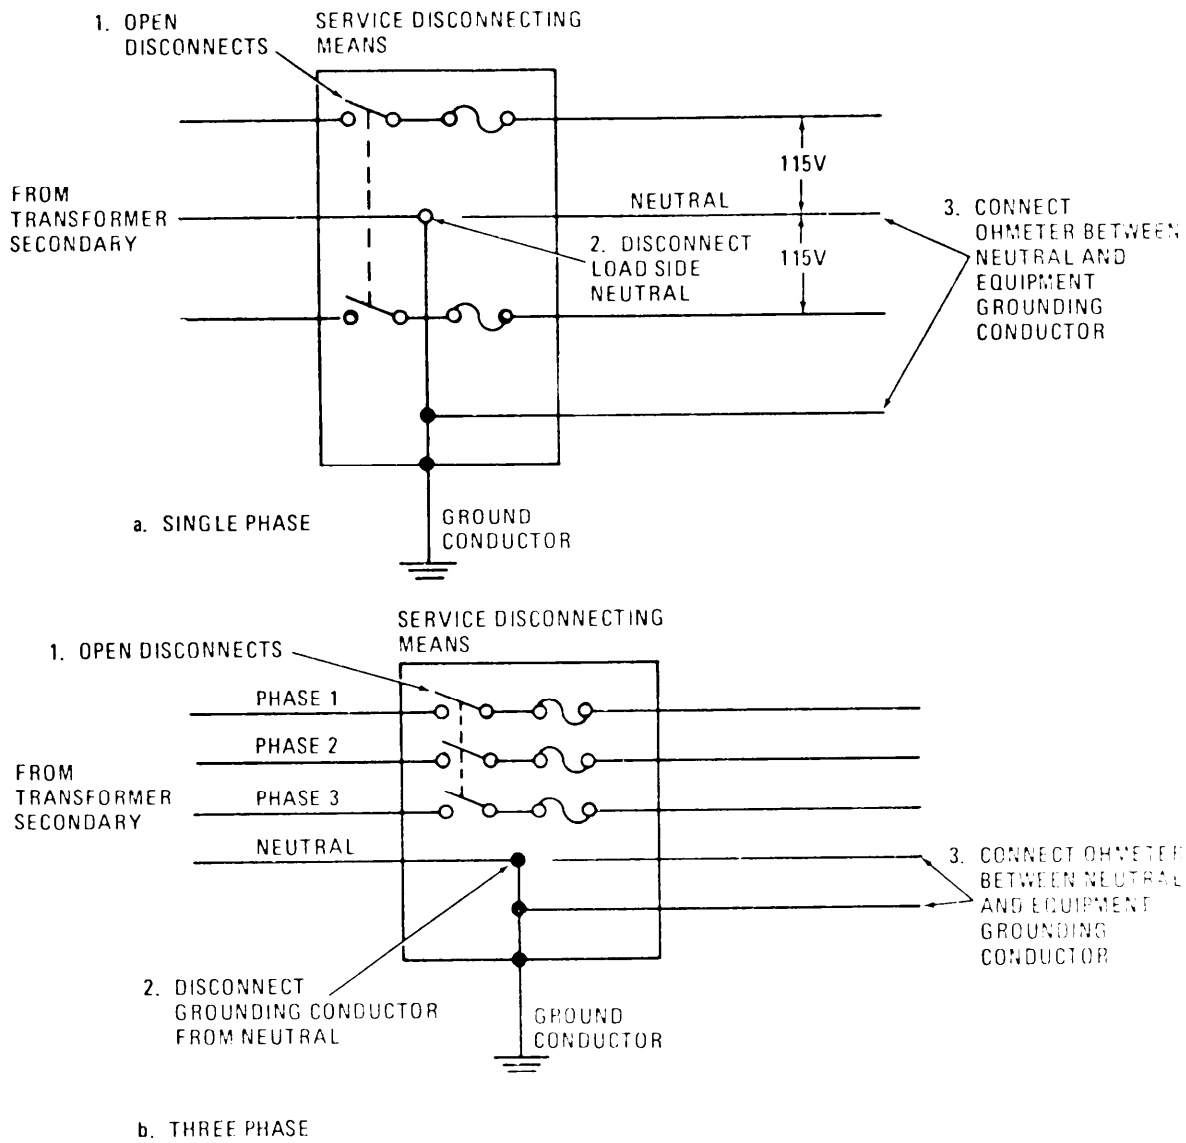 1. OPEN
DISCONNECTS
SERVICE DISCONNECTING
MEANS
115V
FROM
TRANSFORMER
SECONDARY
NEUTRAL
2. DISCONNECT
LOAD SIDE
NEUTRAL
115V
3. CONNECT
OHMETER BETWEEN
NEUTRAL AND
EQUIPMENT
GROUNDING
CONDUCTOR
a. SINGLE PHASE
GROUND
CONDUCTOR
SERVICE DISCONNECTING
MEANS
1. OPEN DISCONNECTS
PHASE 1
PHASE 2
FROM
TRANSFORMER
SECONDARY
PHASE 3
NEUTRAL
3. CONNECT OHMETER
BETWEEN NEUTRAL
AND EQUIPMENT
GROUNDING
CONDUCTOR
2. DISCONNECT
GROUNDING CONDUCTOR
FROM NEUTRAL
GROUND
CONDUCTOR
b. THREE PHASE